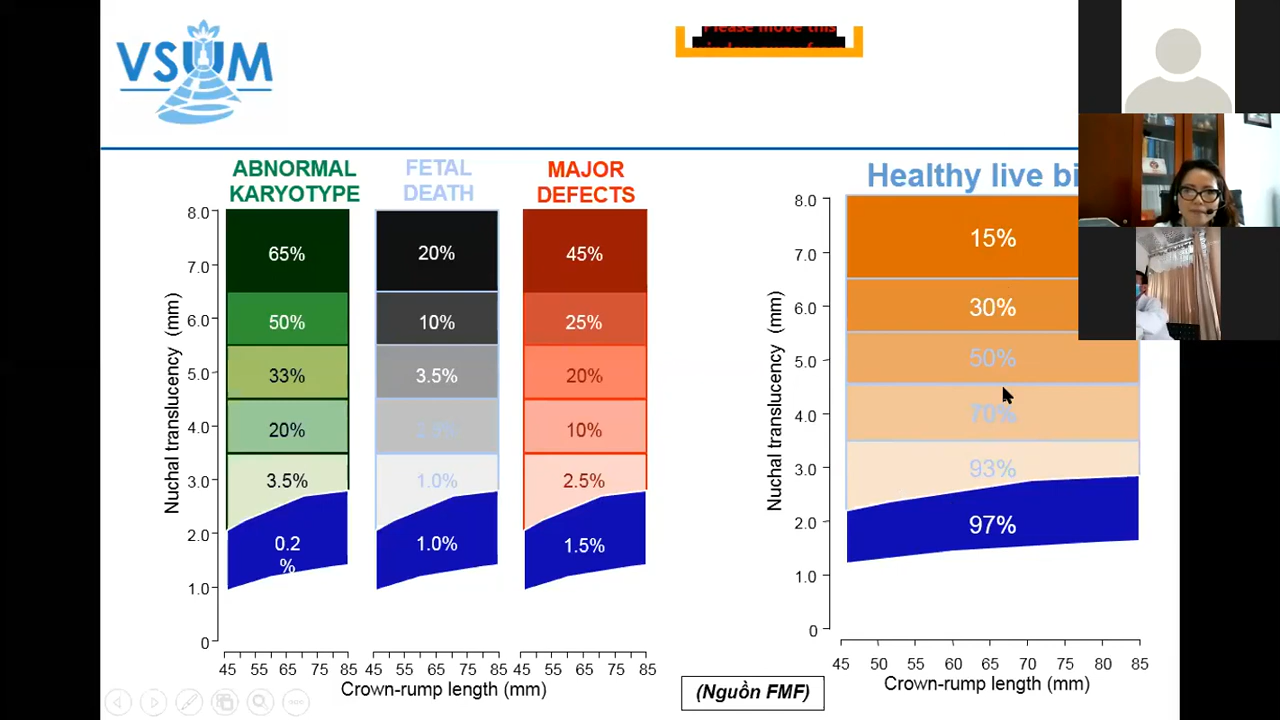 VSUM
Please move this
ABNORMAL
KARYOTYPE
FETAL
DEATH
MAJOR
DEFECTS
8.0
7.0
6.0
5.0
4.0
3.0
2.0
1.0
0
Nuchal translucency (mm)
65%
50%
33%
20%
3.5%
0.2
%
20%
10%
3.5%
1.0%
1.0%
45%
25%
20%
10%
2.5%
1.5%
45 55 65 75 85
45 55 65 75 85
45 55 65 75 85
Crown-rump length (mm)
Healthy live bi
8.0
7.0
6.0
5.0
4.0
3.0
2.0
1.0
0
Nuchal translucency (mm)
15%
30%
50%
70%
93%
97%
45 50 55 60 65 70 75 80 85
Crown-rump length (mm)
(Nguồn FMF)